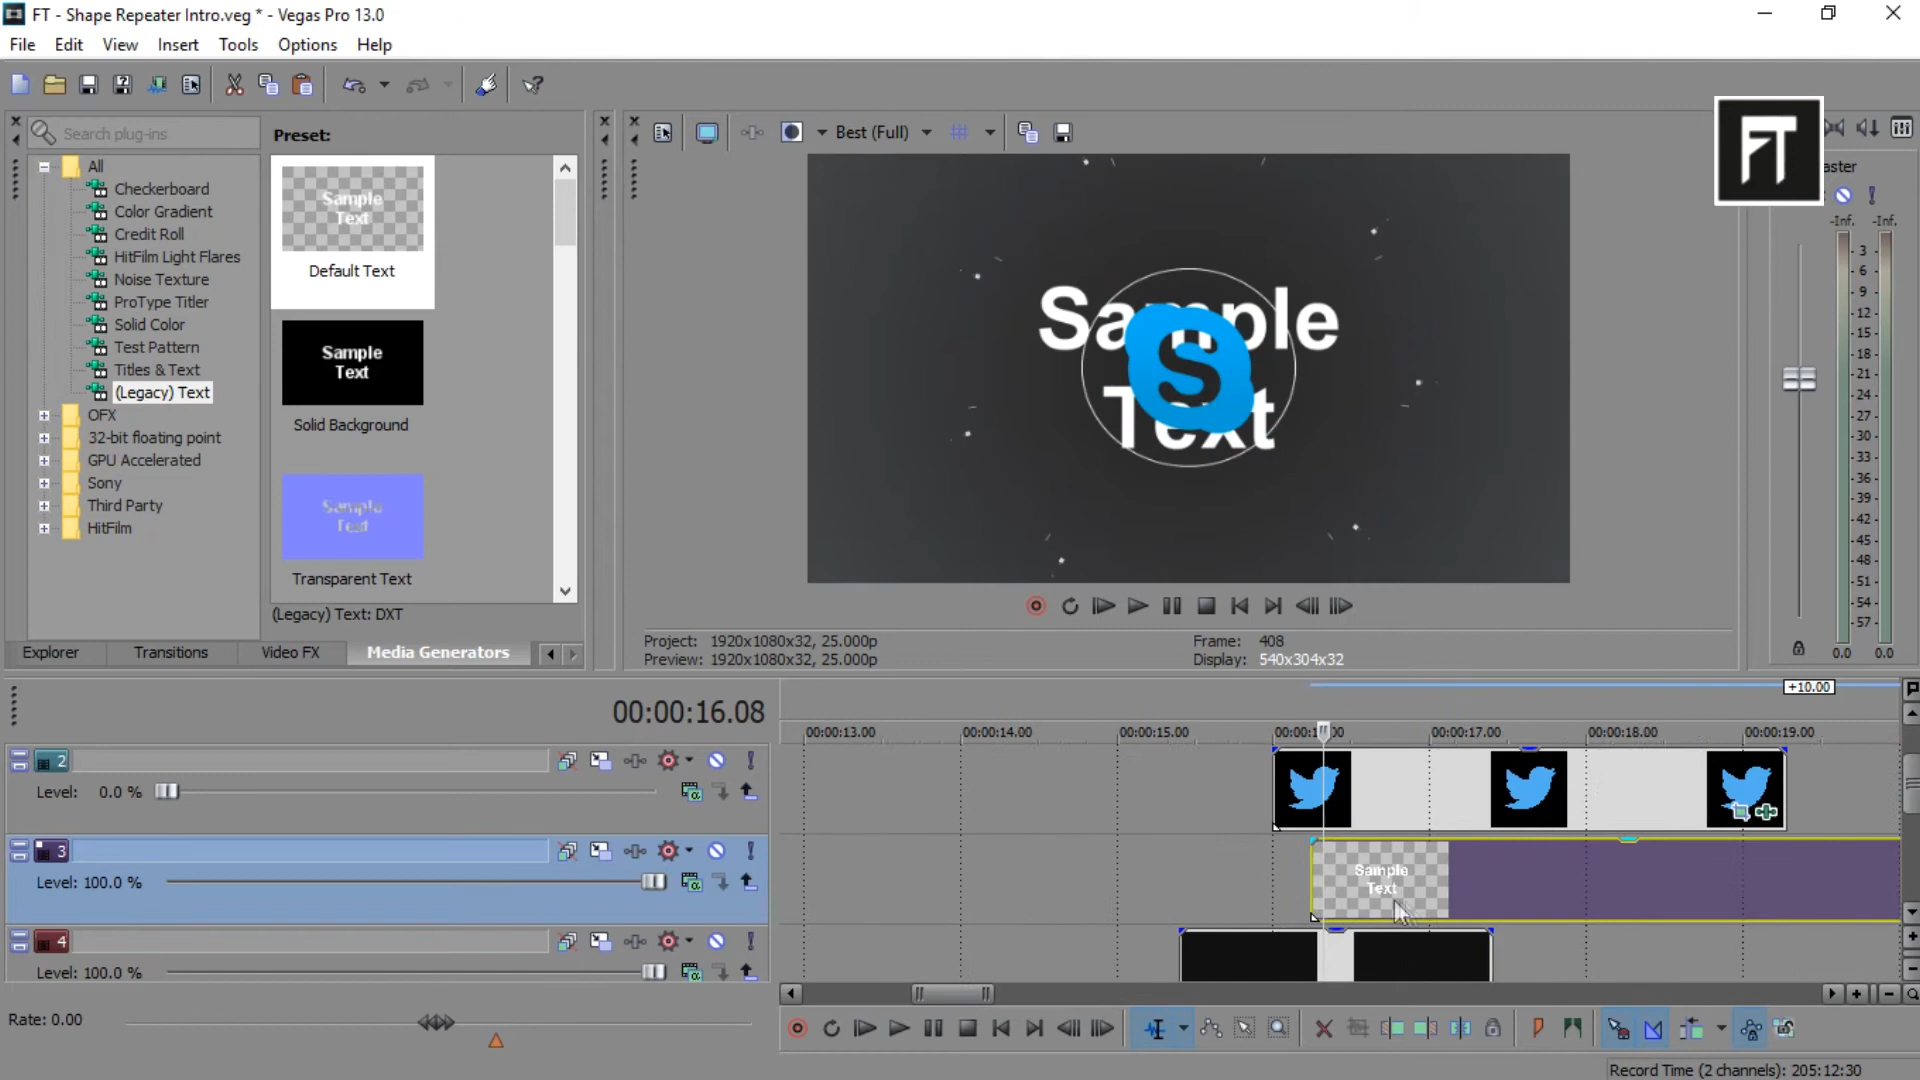 FT - Shape Repeater Intro.veg * - Vegas Pro 13.0
File Edit View Insert Tools Options Help
Search plug-ins
Preset:
Best (Full)
FT
All
Checkerboard
Color Gradient
Credit Roll
HitFilm Light Flares
Noise Texture
ProType Titler
Solid Color
Test Pattern
Titles & Text
(Legacy) Text
OFX
32-bit floating point
GPU Accelerated
Sony
Third Party
HitFilm
Sample
Text
Default Text
Sample
Text
Solid Background
Sample
Text
Transparent Text
(Legacy) Text: DXT
Sample
Text
S
aster
-Inf. -Inf.
- 3 -
- 6 -
- 9 -
- 12 -
- 15 -
- 18 -
- 21 -
- 24 -
- 27 -
- 30 -
- 33 -
- 36 -
- 39 -
- 42 -
- 45 -
- 48 -
- 51 -
- 54 -
- 57 -
0.0 0.0
Explorer Transitions Video FX Media Generators
Project: 1920x1080x32, 25.000p
Preview: 1920x1080x32, 25.000p
Frame: 408
Display: 540x304x32
00:00:16.08
+10.00
00:00:13.00 00:00:14.00 00:00:15.00 00:00:1 00 00:00:17.00 00:00:18.00 00:00:19.00
2
Level: 0.0 %
3
Level: 100.0 %
Sample
Text
4
Level: 100.0 %
Rate: 0.00
Record Time (2 channels): 205:12:30